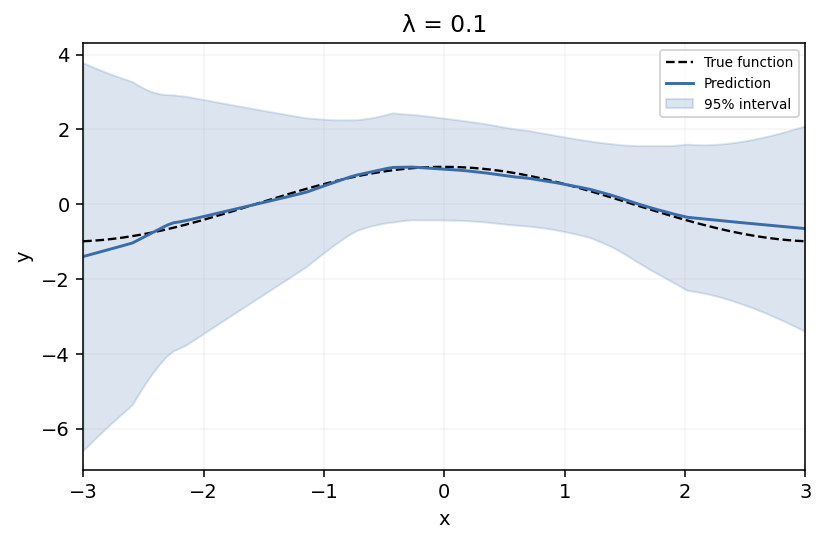 λ = 0.1
True function
Prediction
95% interval
4
2
0
−2
−4
−6
y
−3
−2
−1
0
1
2
3
x